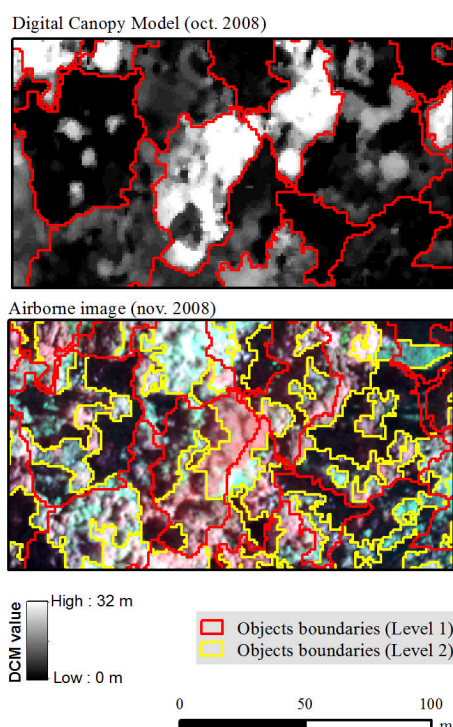 Digital Canopy Model (oct. 2008)
Airborne image (nov. 2008)
DCM value
High : 32 m
Low : 0 m
Objects boundaries (Level 1)
Objects boundaries (Level 2)
0 50 100
m